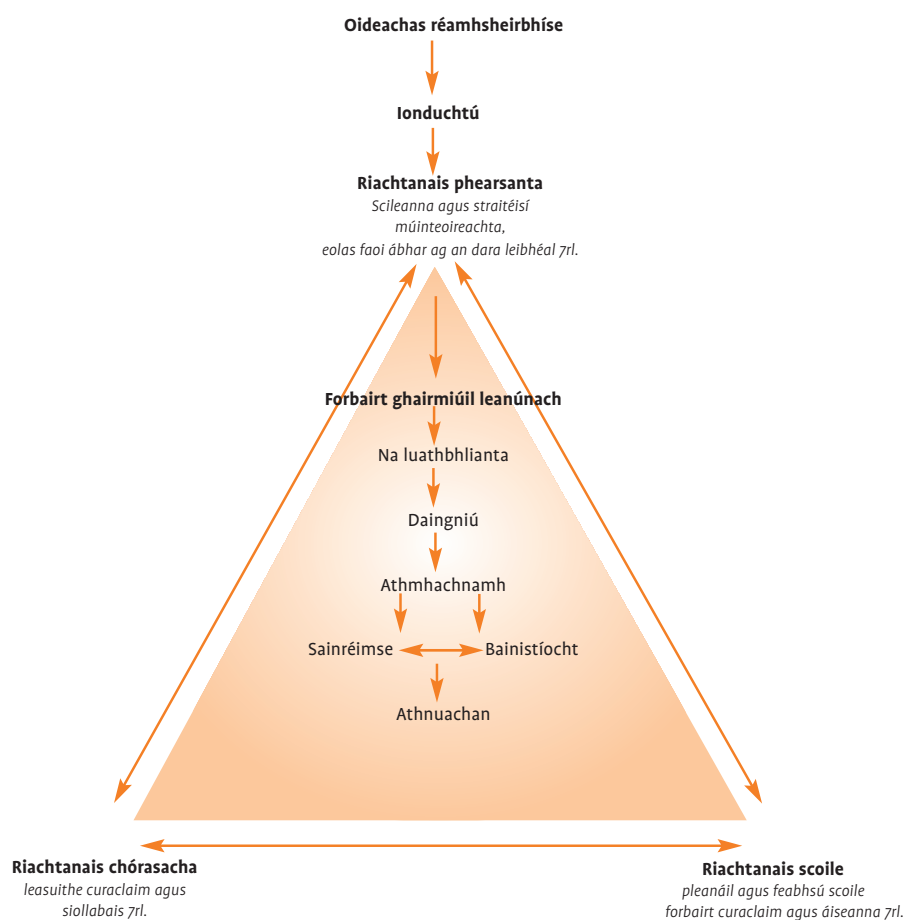 Oideachas réamhsheirbhíse
Ionduchtú
Riachtanais phearsanta
Scileanna agus straitéisí
múinteoireachta,
eolas faoi ábhar ag an dara leibhéal 7rl.
Forbairt ghairmiúil leanúnach
Na luathbhlianta
Daingniú
Athmhachnamh
Sainréimse
Bainistíocht
Athnuachan
Riachtanais chórasacha
leasuithe curaclaim agus
siollabais 7rl.
Riachtanais scoile
pleanáil agus feabhsú scoile
forbairt curaclaim agus áiseanna 7rl.